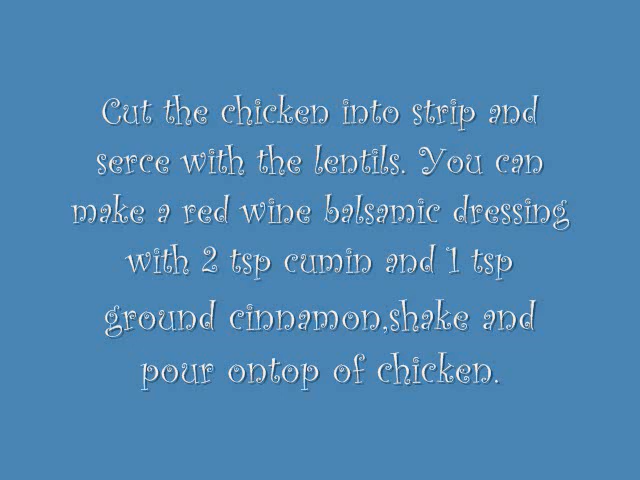 Cut the chicken into strip and
serce with the lentils. You can
make a red wine balsamic dressing
with 2 tsp cumin and 1 tsp
ground cinnamon,shake and
pour ontop of chicken.